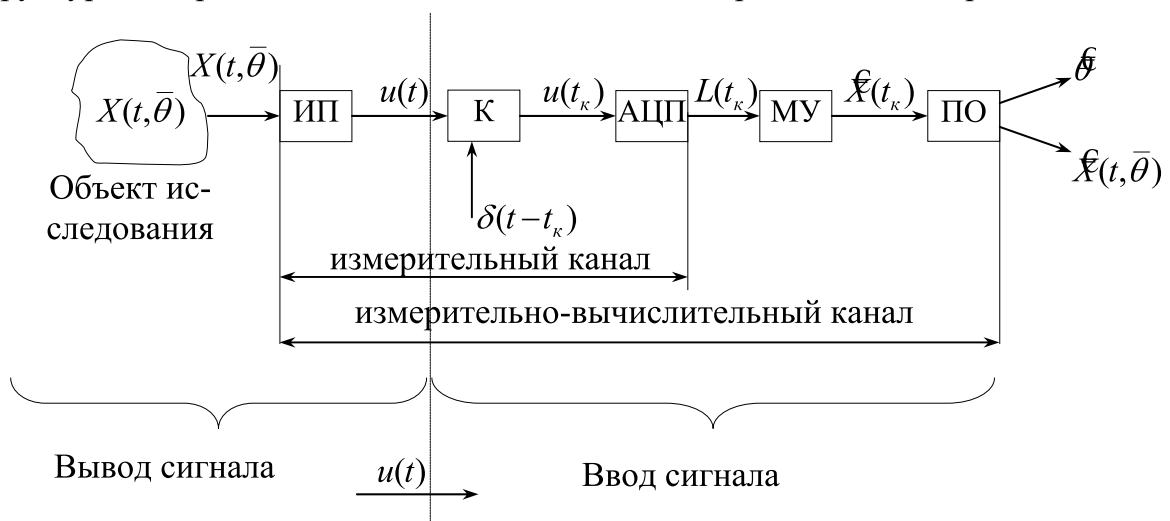 X(t,θ̅)
X(t,θ̅)
ИП
u(t)
К
u(tк)
АЦП
L(tк)
МУ
X̂(tк)
ПО
X̂(t,θ̅)
Объект ис-
следования
δ(t−tк)
измерительный канал
измерительно-вычислительный канал
Вывод сигнала
u(t)
Ввод сигнала